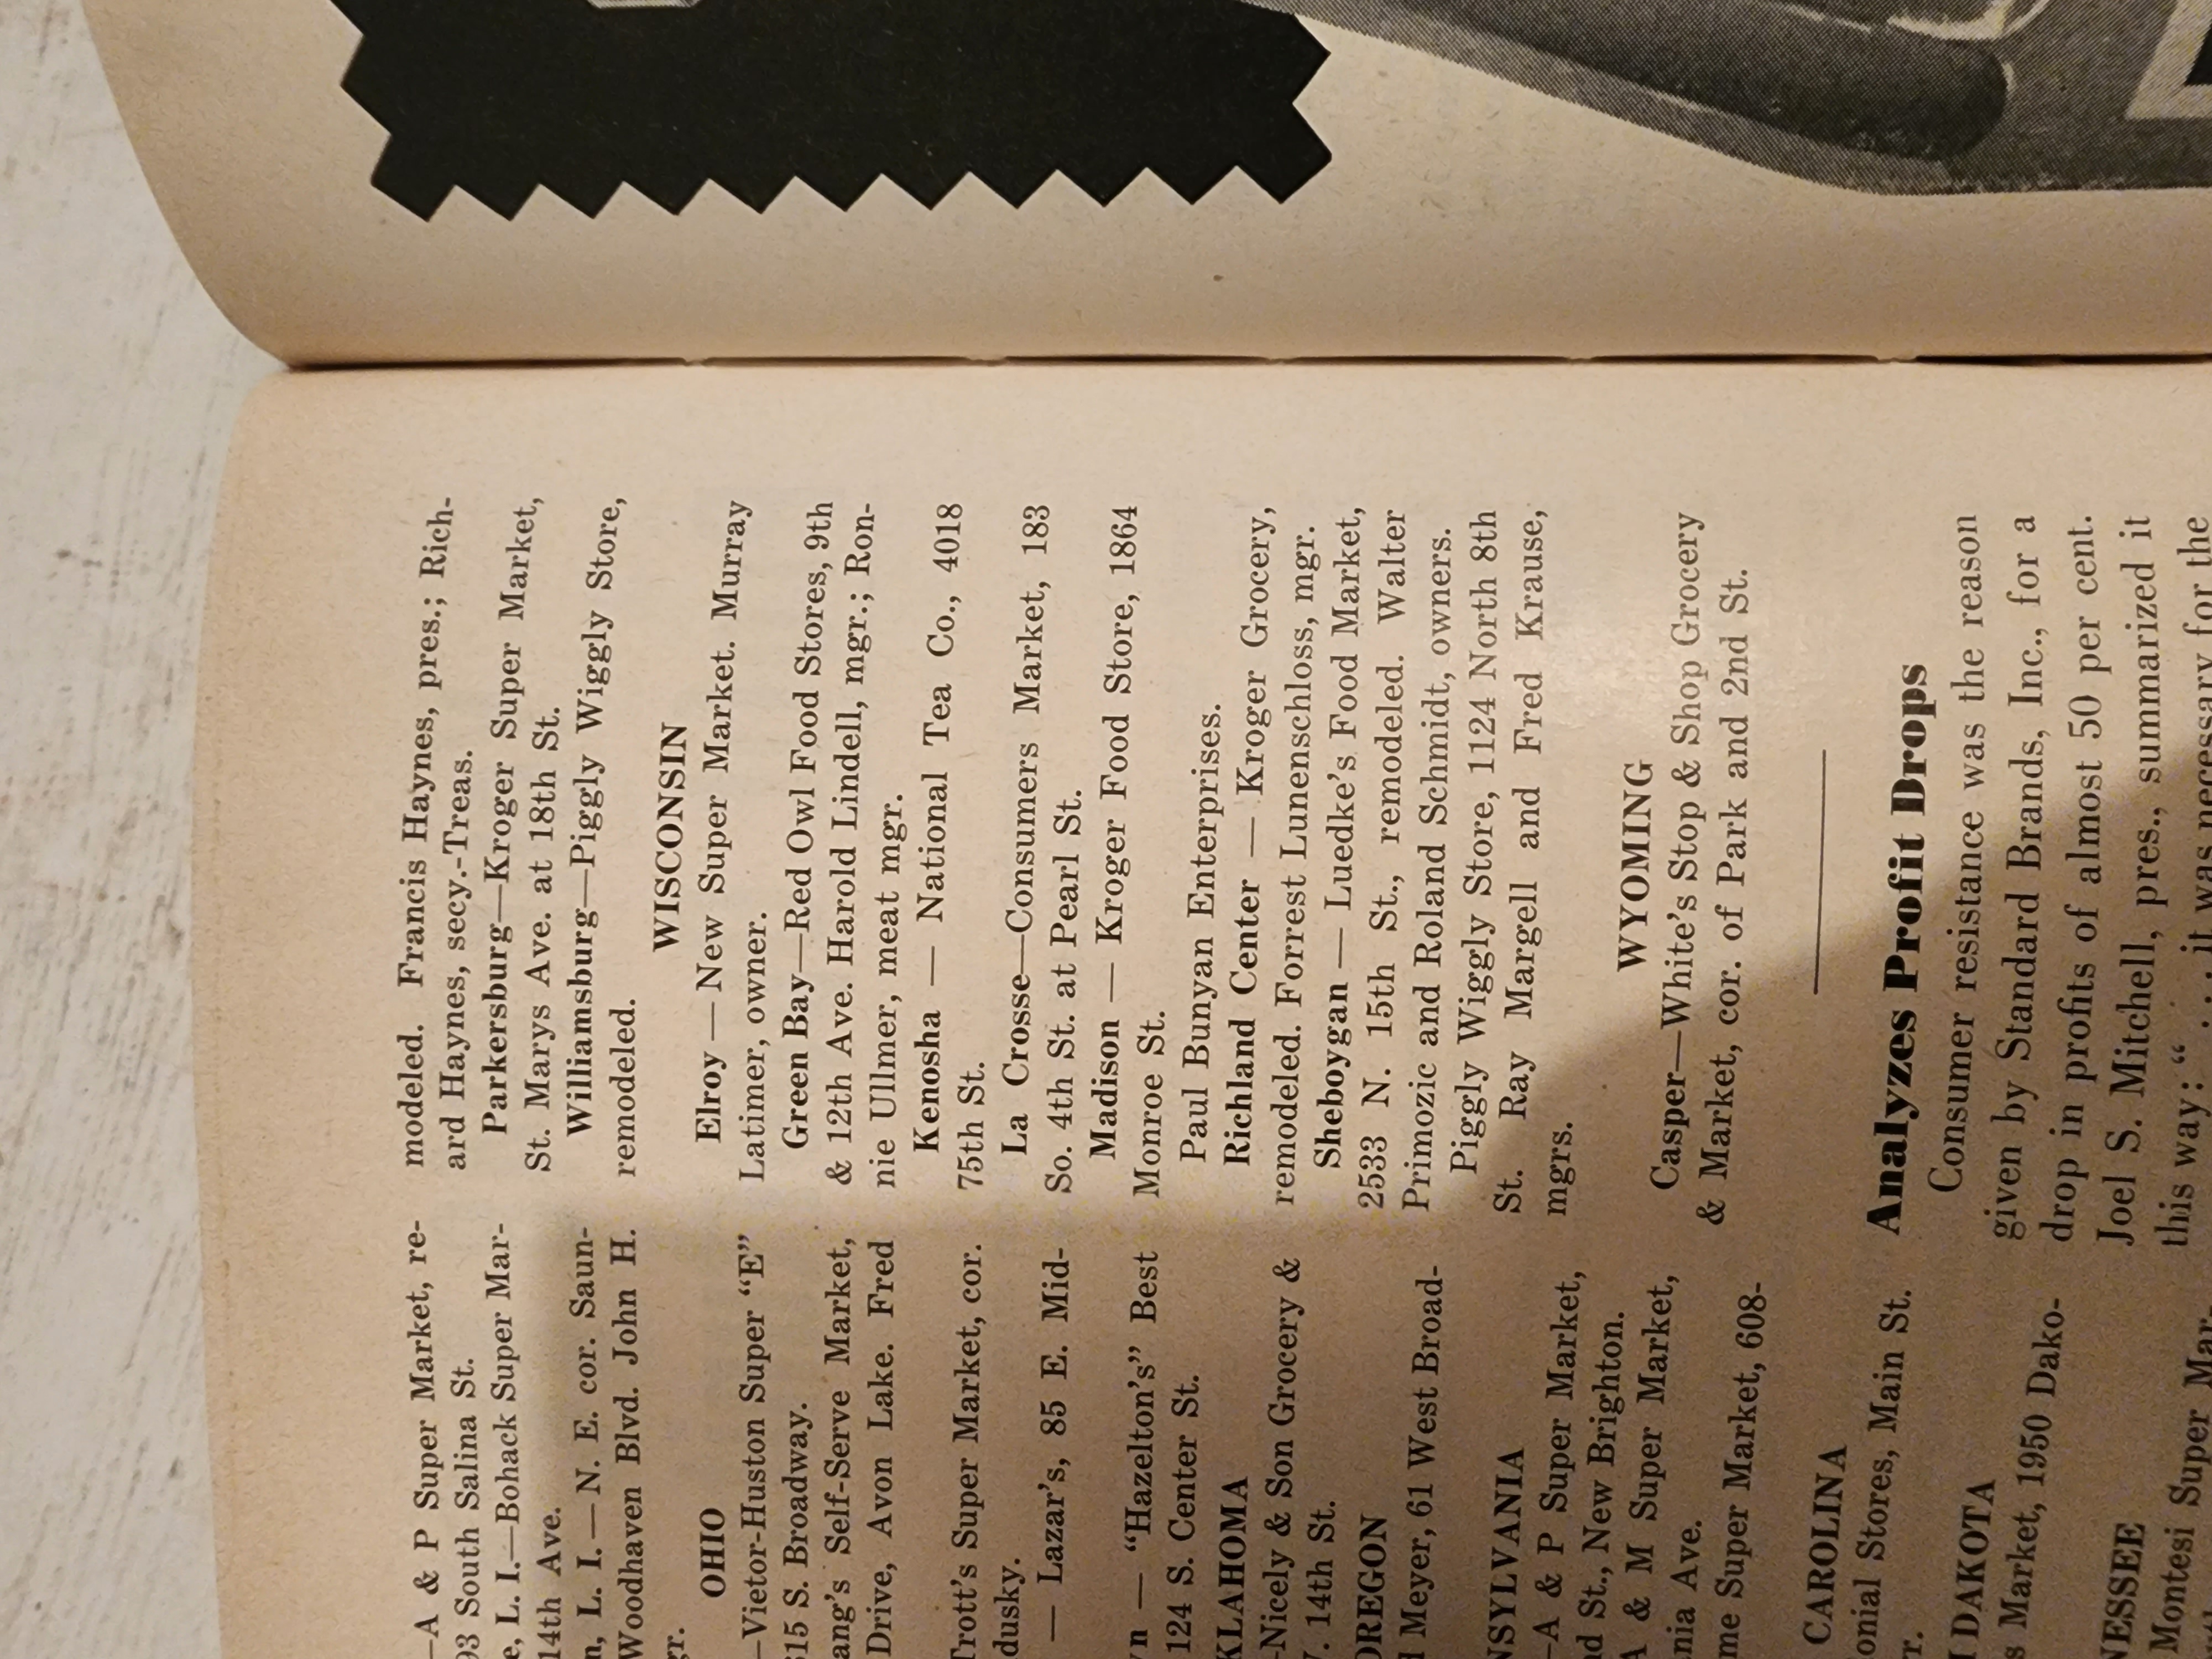 —A & P Super Market, re-
93 South Salina St.
e, L. I.—Bohack Super Mar-
14th Ave.
n, L. I.—N. E. cor. Saun-
Woodhaven Blvd. John H.
gr.
OHIO
—Vietor-Huston Super “E”
315 S. Broadway.
ang's Self-Serve Market,
Drive, Avon Lake. Fred
Trott's Super Market, cor.
dusky.
— Lazar's, 85 E. Mid-
yn — “Hazelton's” Best
124 S. Center St.
KLAHOMA
-Nicely & Son Grocery &
. 14th St.
OREGON
d Meyer, 61 West Broad-
NSYLVANIA
—A & P Super Market,
nd St., New Brighton.
A & M Super Market,
nia Ave.
me Super Market, 608-
CAROLINA
onial Stores, Main St.
r.
DAKOTA
s Market, 1950 Dako-
NESSEE
Montesi Super Mar-
modeled. Francis Haynes, pres.; Rich-
ard Haynes, secy.-Treas.
Parkersburg—Kroger Super Market,
St. Marys Ave. at 18th St.
Williamsburg—Piggly Wiggly Store,
remodeled.
WISCONSIN
Elroy — New Super Market. Murray
Latimer, owner.
Green Bay—Red Owl Food Stores, 9th
& 12th Ave. Harold Lindell, mgr.; Ron-
nie Ullmer, meat mgr.
Kenosha — National Tea Co., 4018
75th St.
La Crosse—Consumers Market, 183
So. 4th St. at Pearl St.
Madison — Kroger Food Store, 1864
Monroe St.
Paul Bunyan Enterprises.
Richland Center — Kroger Grocery,
remodeled. Forrest Lunenschloss, mgr.
Sheboygan — Luedke's Food Market,
2533 N. 15th St., remodeled. Walter
Primozic and Roland Schmidt, owners.
Piggly Wiggly Store, 1124 North 8th
St. Ray Margell and Fred Krause,
mgrs.
WYOMING
Casper—White's Stop & Shop Grocery
& Market, cor. of Park and 2nd St.
Analyzes Profit Drops
Consumer resistance was the reason
given by Standard Brands, Inc., for a
drop in profits of almost 50 per cent.
Joel S. Mitchell, pres., summarized it
this way: “. . . it was necessary for the